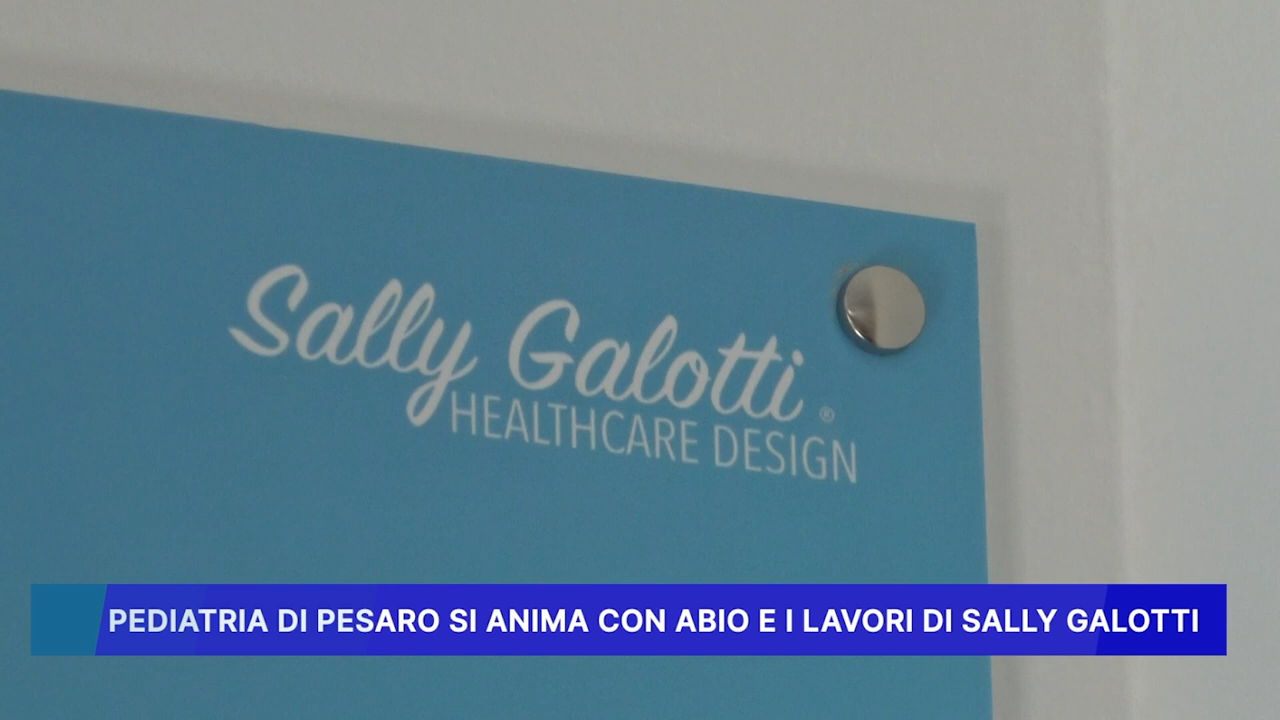 Sally Galotti ®
HEALTHCARE DESIGN
PEDIATRIA DI PESARO SI ANIMA CON ABIO E I LAVORI DI SALLY GALOTTI